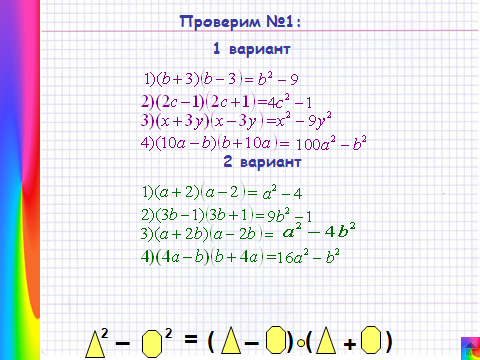 Проверим №1:
1 вариант
1)(b+3)(b−3)= b² − 9
2)(2c−1)(2c+1)=4c² −1
3)(x+3y)(x−3y)=x² −9y²
4)(10a−b)(b+10a)= 100a² −b²
2 вариант
1)(a+2)(a−2)= a² −4
2)(3b−1)(3b+1)=9b² −1
3)(a+2b)(a−2b)= a² −4b²
4)(4a−b)(b+4a)=16a² −b²
² − ² = ( − )∘( + )